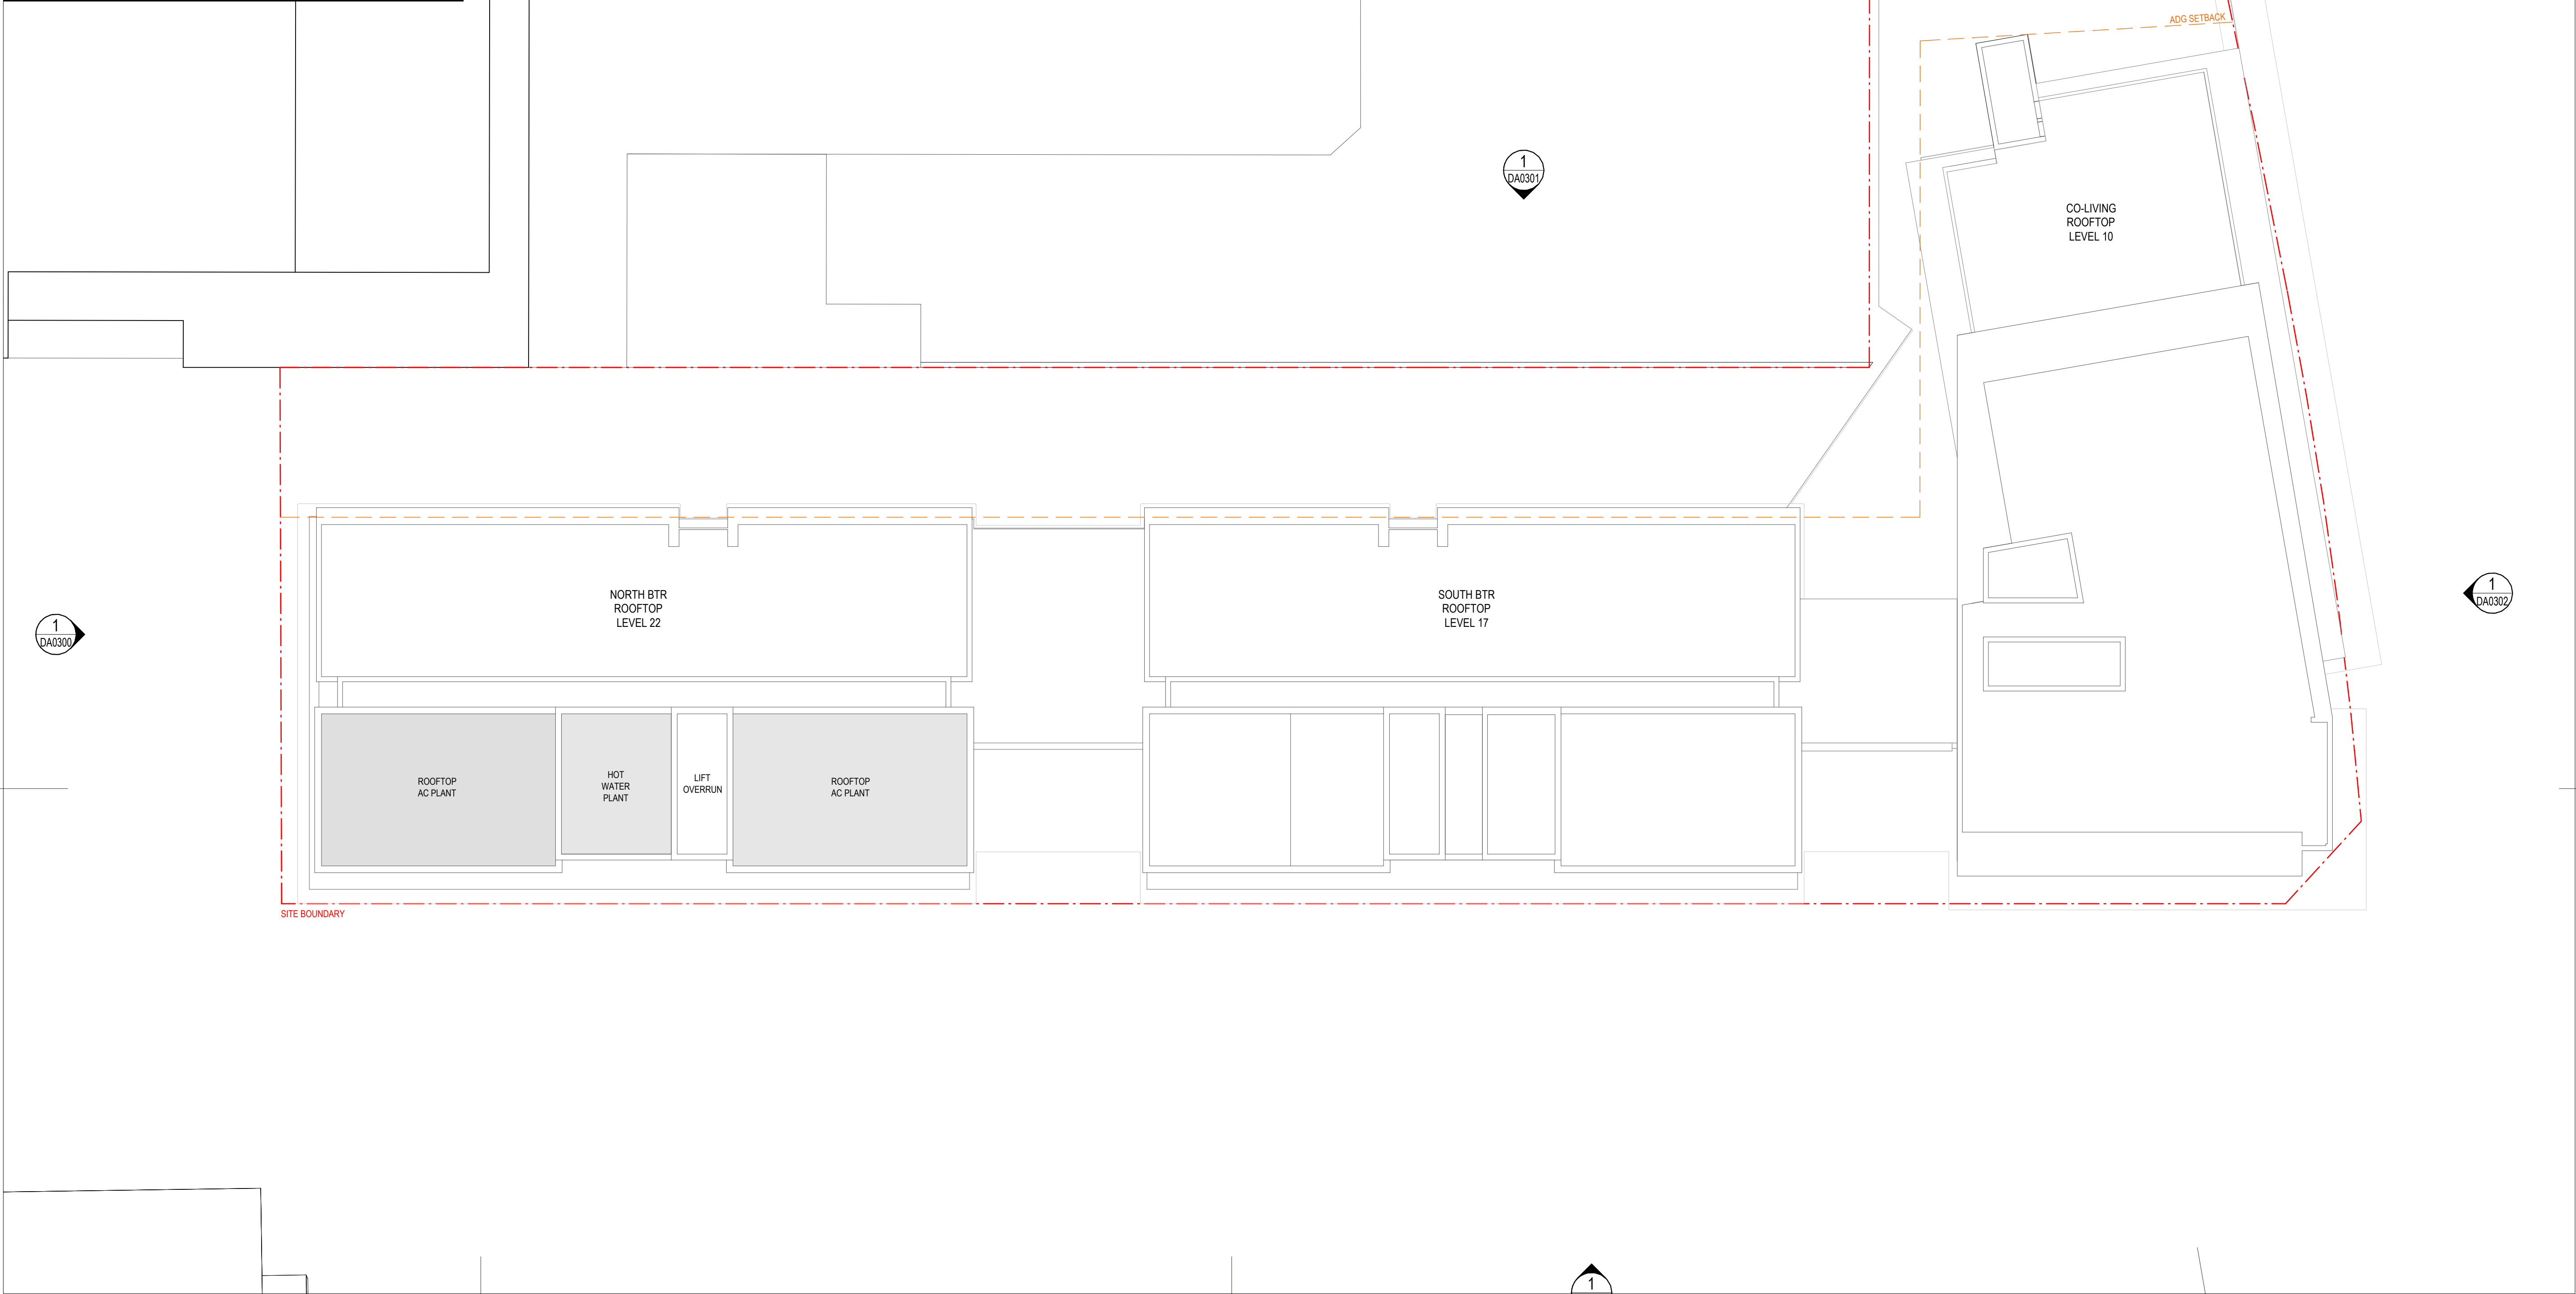 ADG SETBACK
1
DA0301
CO-LIVING
ROOFTOP
LEVEL 10
NORTH BTR
ROOFTOP
LEVEL 22
SOUTH BTR
ROOFTOP
LEVEL 17
1
DA0300
1
DA0302
ROOFTOP
AC PLANT
HOT
WATER
PLANT
LIFT
OVERRUN
ROOFTOP
AC PLANT
SITE BOUNDARY
1